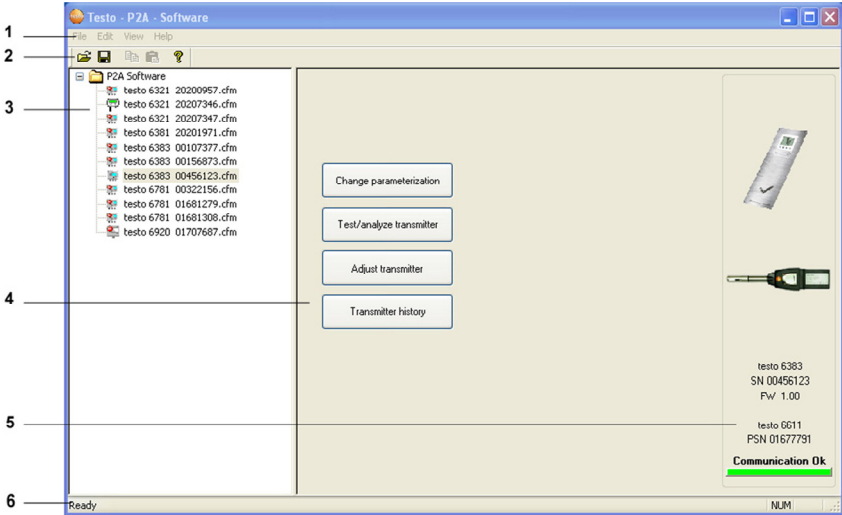 Testo - P2A - Software
1
File Edit View Help
2
P2A Software
3
testo 6321 20200957.cfm
testo 6321 20207346.cfm
testo 6321 20207347.cfm
testo 6381 20201971.cfm
testo 6383 00107377.cfm
testo 6383 00156873.cfm
testo 6383 00456123.cfm
testo 6781 00322156.cfm
testo 6781 01681279.cfm
testo 6781 01681308.cfm
testo 6920 01707687.cfm
Change parameterization
Test/analyze transmitter
Adjust transmitter
4
Transmitter history
testo 6383
SN 00456123
FW 1.00
5
testo 6611
PSN 01677791
Communication Ok
6
Ready
NUM